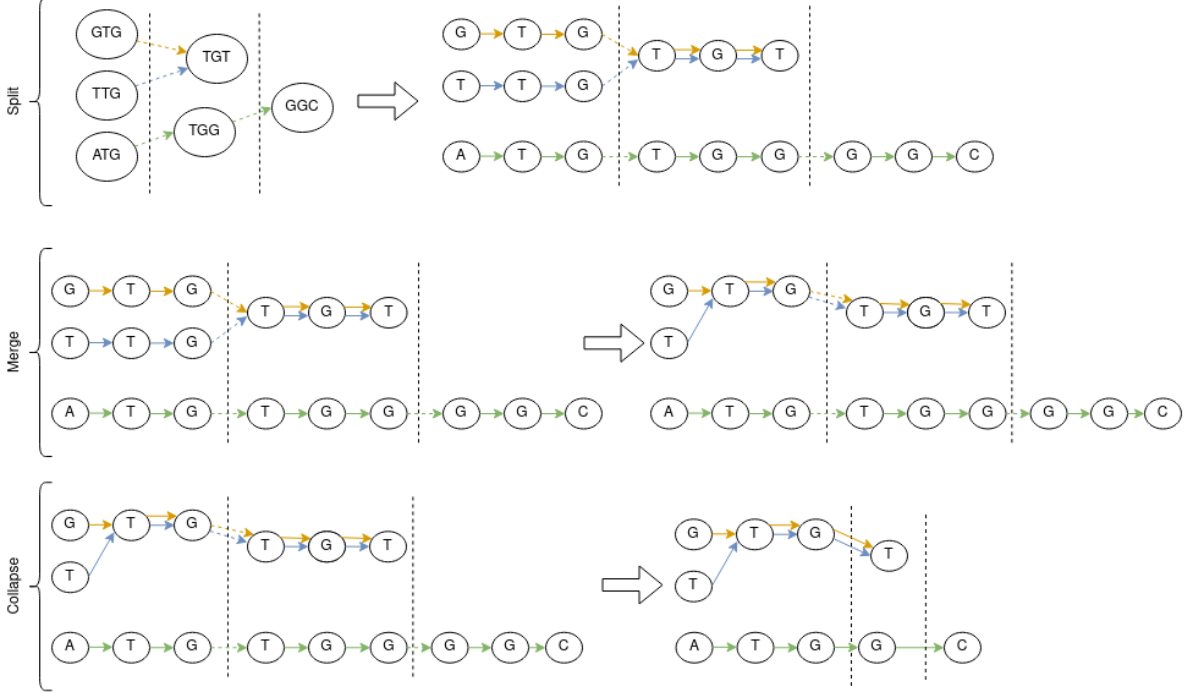 Split
GTG
TTG
ATG
TGT
TGG
GGC
G T G
T T G
T G T
A T G T G G G G C
Merge
G T G
T T G
T G T
A T G T G G G G C
G T G
T
T G T
A T G T G G G G C
Collapse
G T G
T
T G T
A T G T G G G G C
G T G
T
T
A T G G C